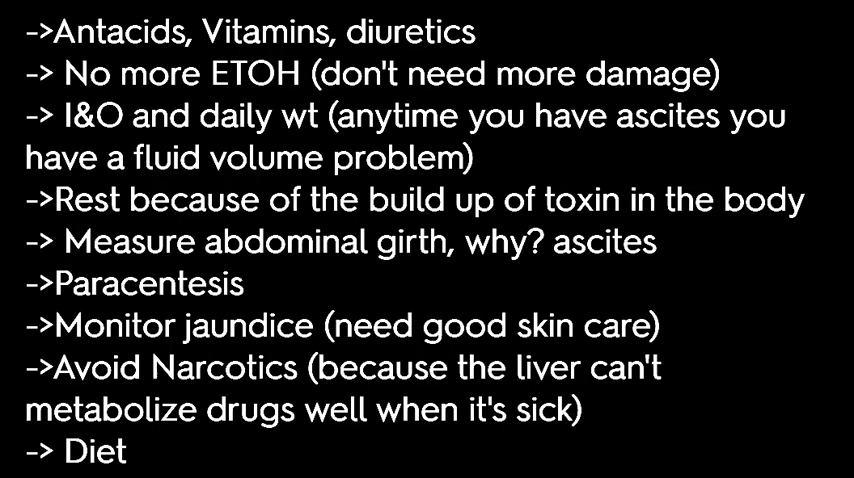 ->Antacids, Vitamins, diuretics
-> No more ETOH (don't need more damage)
-> I&O and daily wt (anytime you have ascites you
have a fluid volume problem)
->Rest because of the build up of toxin in the body
-> Measure abdominal girth, why? ascites
->Paracentesis
->Monitor jaundice (need good skin care)
->Avoid Narcotics (because the liver can't
metabolize drugs well when it's sick)
-> Diet